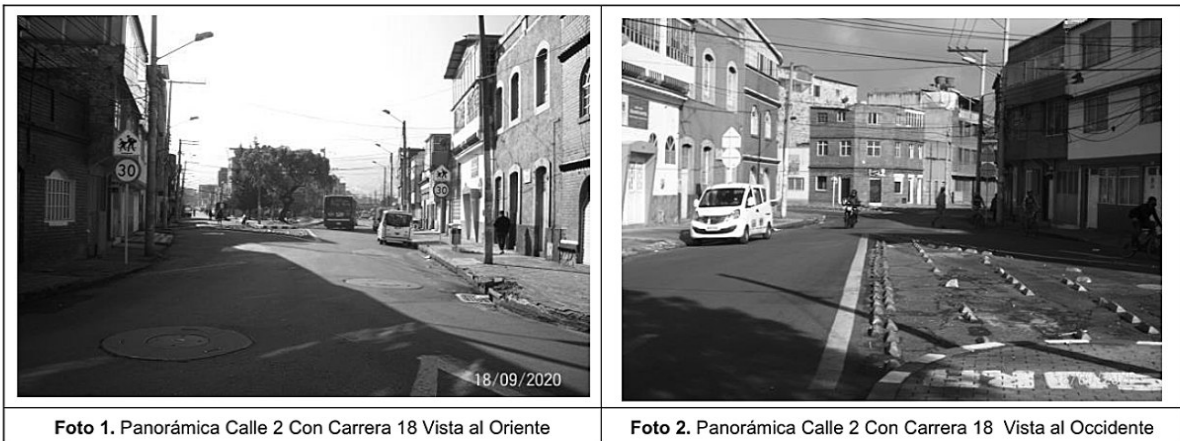 30
30
18/09/2020
Foto 1. Panorámica Calle 2 Con Carrera 18 Vista al Oriente
Foto 2. Panorámica Calle 2 Con Carrera 18 Vista al Occidente